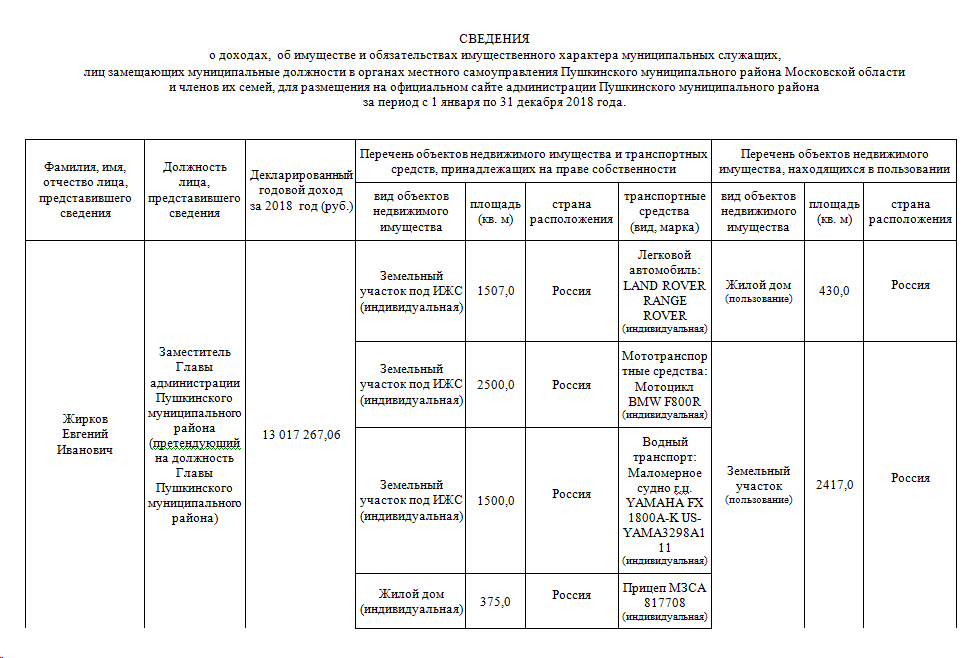 СВЕДЕНИЯ
о доходах, об имуществе и обязательствах имущественного характера муниципальных служащих,
лиц замещающих муниципальные должности в органах местного самоуправления Пушкинского муниципального района Московской области
и членов их семей, для размещения на официальном сайте администрации Пушкинского муниципального района
за период с 1 января по 31 декабря 2018 года.
Фамилия, имя,
отчество лица,
представившего
сведения
Должность
лица,
представившего
сведения
Декларированный
годовой доход
за 2018 год (руб.)
Перечень объектов недвижимого имущества и транспортных
средств, принадлежащих на праве собственности
Перечень объектов недвижимого
имущества, находящихся в пользовании
вид объектов
недвижимого
имущества
площадь
(кв. м)
страна
расположения
транспортные
средства
(вид, марка)
вид объектов
недвижимого
имущества
площадь
(кв. м)
страна
расположения
Жирков
Евгений
Иванович
Заместитель
Главы
администрации
Пушкинского
муниципального
района
(претендующий
на должность
Главы
Пушкинского
муниципального
района)
13 017 267,06
Земельный
участок под ИЖС
(индивидуальная)
1507,0
Россия
Легковой
автомобиль:
LAND ROVER
RANGE
ROVER
(индивидуальная)
Жилой дом
(пользование)
430,0
Россия
Земельный
участок под ИЖС
(индивидуальная)
2500,0
Россия
Мототранспор
тные средства:
Мотоцикл
BMW F800R
(индивидуальная)
Земельный
участок
(пользование)
2417,0
Россия
Земельный
участок под ИЖС
(индивидуальная)
1500,0
Россия
Водный
транспорт:
Маломерное
судно г.ц.
YAMAHA FX
1800A-K US-
YAMA3298A1
11
(индивидуальная)
Жилой дом
(индивидуальная)
375,0
Россия
Прицеп МЗСА
817708
(индивидуальная)